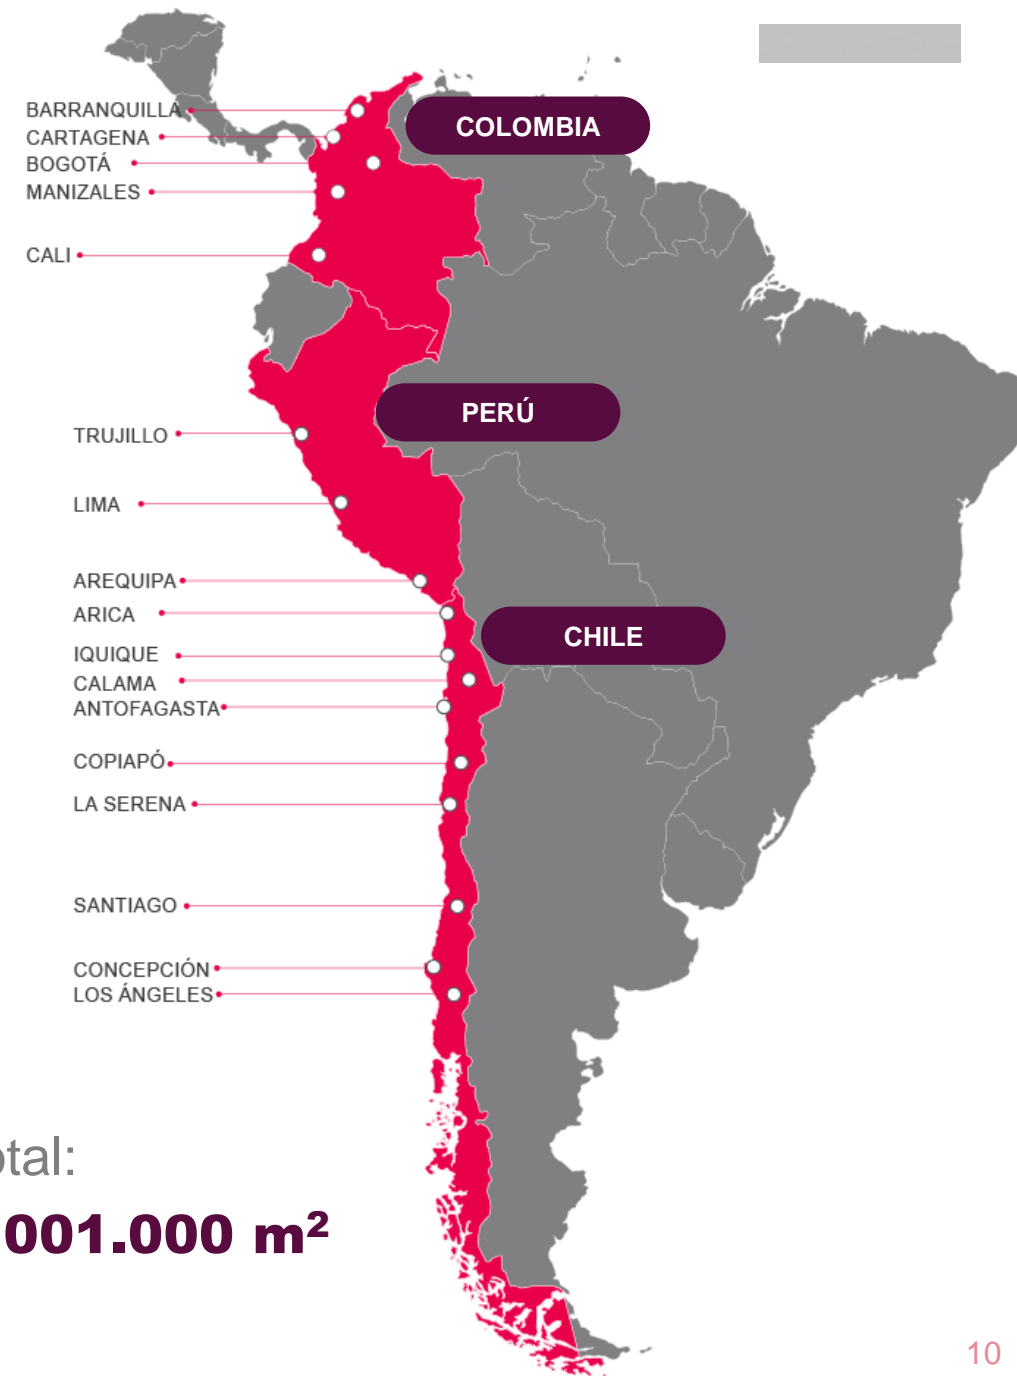 COLOMBIA
BARRANQUILLA
CARTAGENA
BOGOTÁ
MANIZALES
CALI
PERÚ
TRUJILLO
LIMA
AREQUIPA
ARICA
CHILE
IQUIQUE
CALAMA
ANTOFAGASTA
COPIAPÓ
LA SERENA
SANTIAGO
CONCEPCIÓN
LOS ÁNGELES
otal:
001.000 m²
10